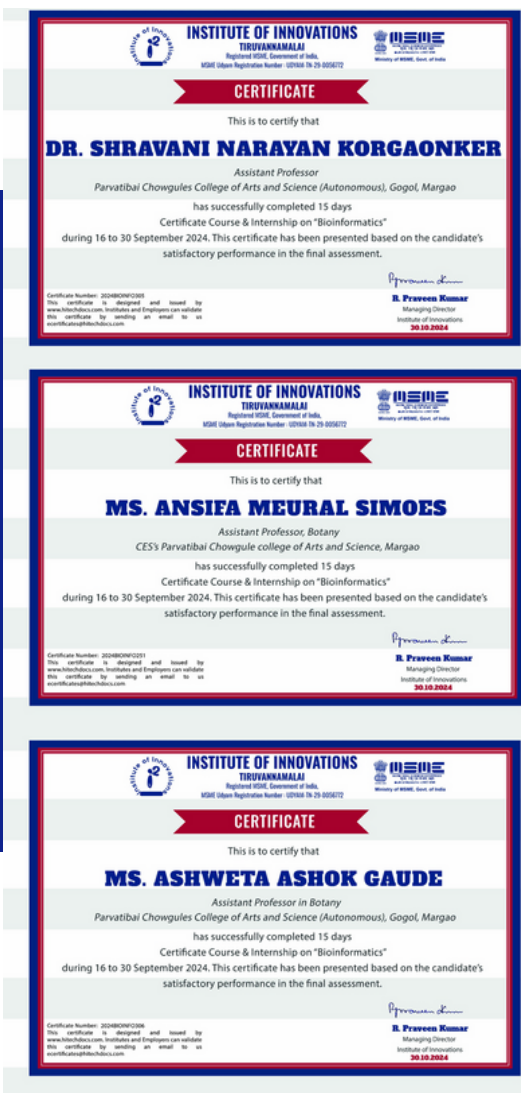 Institute of Innovations
i2
INSTITUTE OF INNOVATIONS
TIRUVANNAMALAI
Registered MSME, Government of India,
MSME Udyam Registration Number : UDYAM-TN-29-0056772
MSME
Ministry of MSME, Govt. of India
CERTIFICATE
This is to certify that
DR. SHRAVANI NARAYAN KORGAONKER
Assistant Professor
Parvatibai Chowgules College of Arts and Science (Autonomous), Gogol, Margao
has successfully completed 15 days
Certificate Course & Internship on "Bioinformatics"
during 16 to 30 September 2024. This certificate has been presented based on the candidate's
satisfactory performance in the final assessment.
Certificate Number: 2024BIOINFO305
This certificate is designed and issued by
www.hitechdocs.com. Institutes and Employers can validate
this certificate by sending an email to us
ecertificates@hitechdocs.com
R. Praveen Kumar
Managing Director
Institute of Innovations
30.10.2024
Institute of Innovations
i2
INSTITUTE OF INNOVATIONS
TIRUVANNAMALAI
Registered MSME, Government of India,
MSME Udyam Registration Number : UDYAM-TN-29-0056772
MSME
Ministry of MSME, Govt. of India
CERTIFICATE
This is to certify that
MS. ANSIFA MEURAL SIMOES
Assistant Professor, Botany
CES's Parvatibai Chowgule college of Arts and Science, Margao
has successfully completed 15 days
Certificate Course & Internship on "Bioinformatics"
during 16 to 30 September 2024. This certificate has been presented based on the candidate's
satisfactory performance in the final assessment.
Certificate Number: 2024BIOINFO251
This certificate is designed and issued by
www.hitechdocs.com. Institutes and Employers can validate
this certificate by sending an email to us
ecertificates@hitechdocs.com
R. Praveen Kumar
Managing Director
Institute of Innovations
30.10.2024
Institute of Innovations
i2
INSTITUTE OF INNOVATIONS
TIRUVANNAMALAI
Registered MSME, Government of India,
MSME Udyam Registration Number : UDYAM-TN-29-0056772
MSME
Ministry of MSME, Govt. of India
CERTIFICATE
This is to certify that
MS. ASHWETA ASHOK GAUDE
Assistant Professor in Botany
Parvatibai Chowgules College of Arts and Science (Autonomous), Gogol, Margao
has successfully completed 15 days
Certificate Course & Internship on "Bioinformatics"
during 16 to 30 September 2024. This certificate has been presented based on the candidate's
satisfactory performance in the final assessment.
Certificate Number: 2024BIOINFO306
This certificate is designed and issued by
www.hitechdocs.com. Institutes and Employers can validate
this certificate by sending an email to us
ecertificates@hitechdocs.com
R. Praveen Kumar
Managing Director
Institute of Innovations
30.10.2024